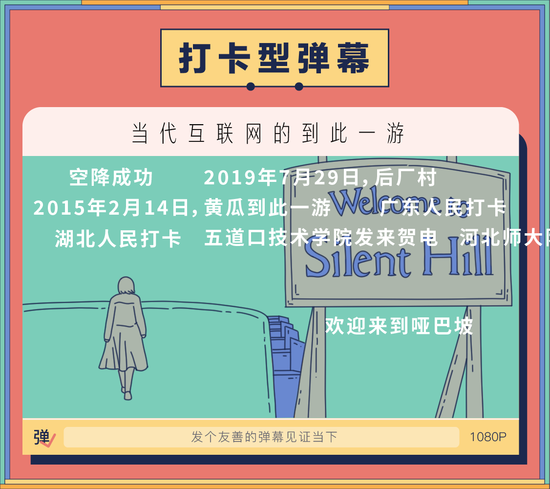 打卡型弹幕
当代互联网的到此一游
空降成功 2019年7月29日,后厂村
Welcome to
2015年2月14日,黄瓜到此一游 广东人民打卡
湖北人民打卡 五道口技术学院发来贺电 河北师大附
Silent Hill
欢迎来到哑巴坡
弹 发个友善的弹幕见证当下 1080P